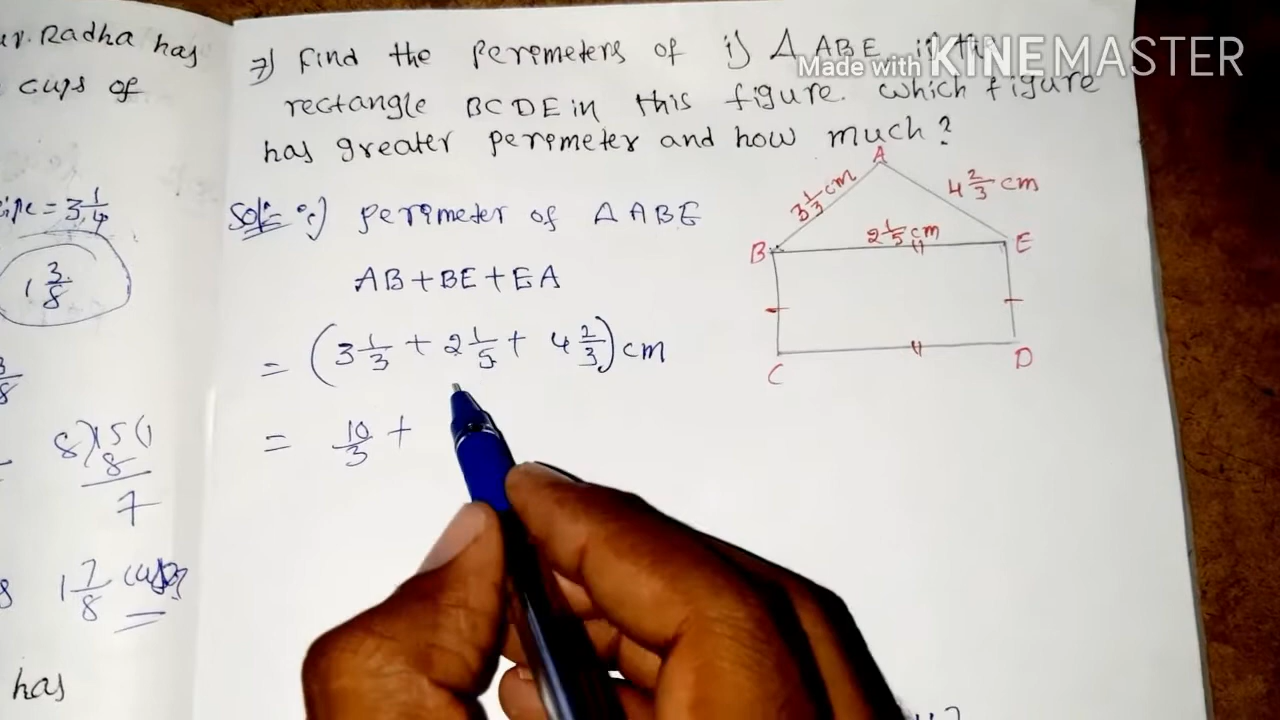 Radha has
cups of
= 3 1/4
1 3/8
8)15(1
8
7
1 7/8 cups
has
7) Find the perimeters of i) △ABE
rectangle BCDE in this figure. Which figure
has greater perimeter and how much?
Sol:- i) perimeter of △ABE
AB+BE+EA
= (3 1/3 + 2 1/5 + 4 2/3) cm
= 10/3 +
A
3 1/3 cm
4 2/3 cm
2 1/5 cm
B
E
C
D
Made with KINEMASTER